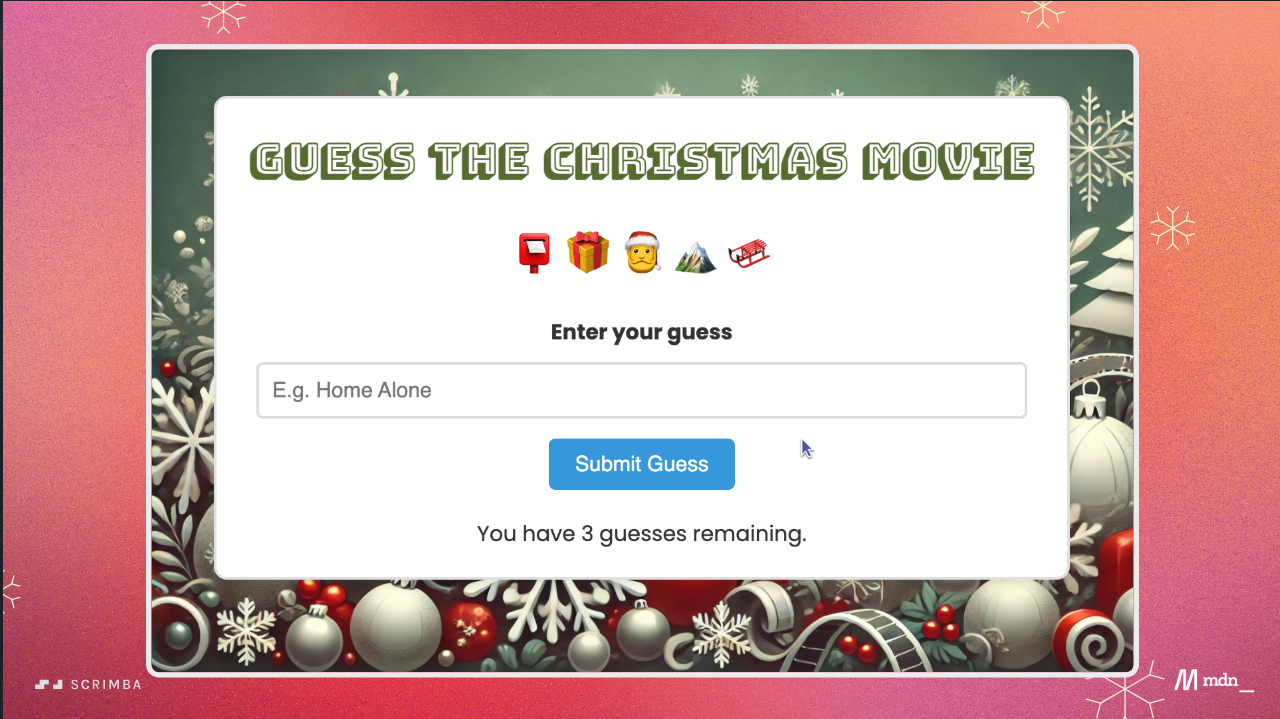 GUESS THE CHRISTMAS MOVIE
Enter your guess
E.g. Home Alone
Submit Guess
You have 3 guesses remaining.
SCRIMBA
mdn_